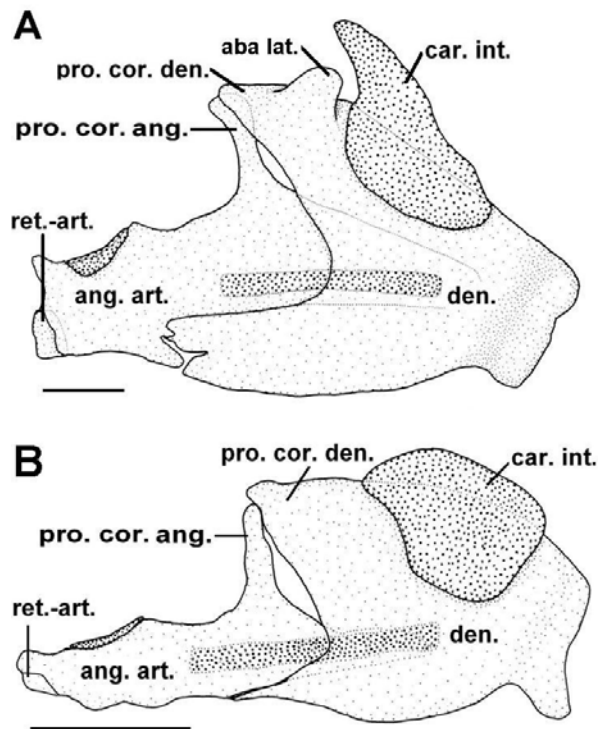 A
aba lat.
car. int.
pro. cor. den.
pro. cor. ang.
ret.-art.
ang. art.
den.
B
pro. cor. den.
car. int.
pro. cor. ang.
ret.-art.
den.
ang. art.